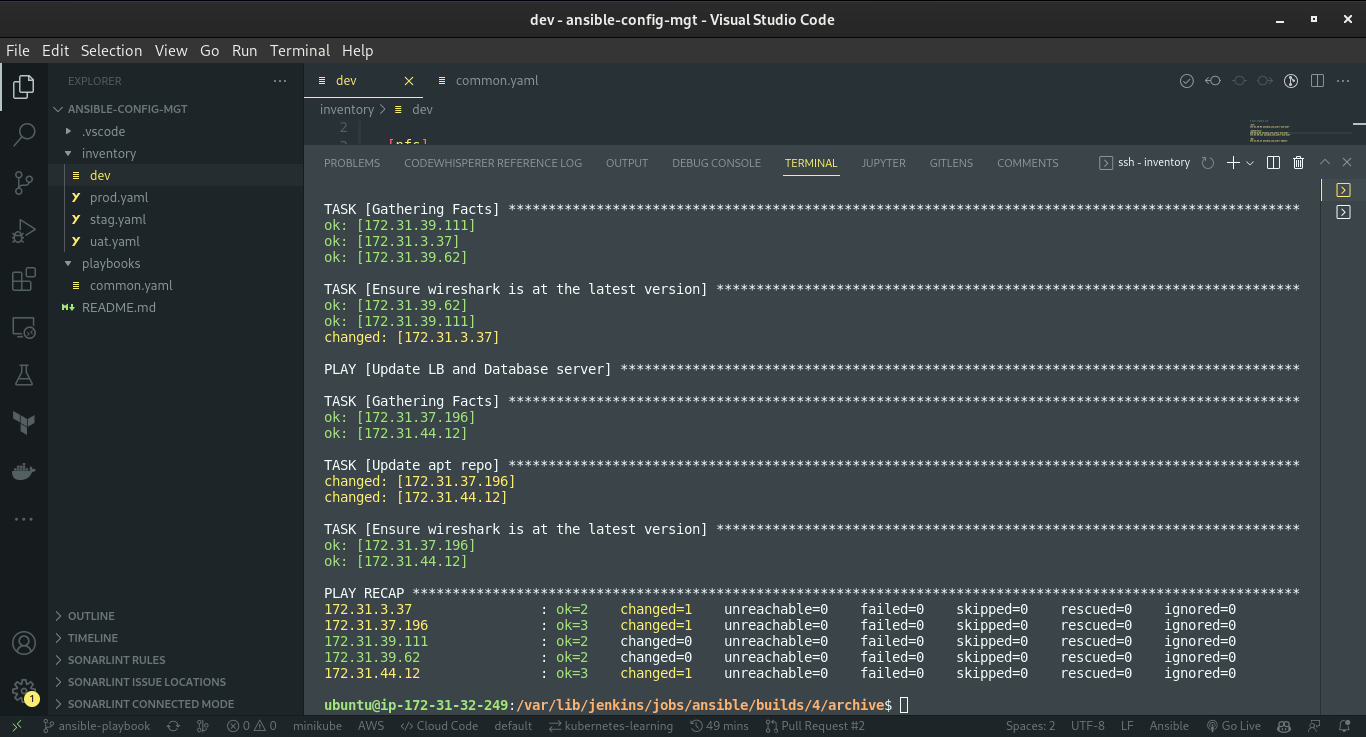 dev - ansible-config-mgt - Visual Studio Code
File Edit Selection View Go Run Terminal Help
EXPLORER
dev
common.yaml
ANSIBLE-CONFIG-MGT
.vscode
inventory
dev
prod.yaml
stag.yaml
uat.yaml
playbooks
common.yaml
README.md
OUTLINE
TIMELINE
SONARLINT RULES
SONARLINT ISSUE LOCATIONS
SONARLINT CONNECTED MODE
inventory > dev
2
3 [nfs]
PROBLEMS CODEWHISPERER REFERENCE LOG OUTPUT DEBUG CONSOLE TERMINAL JUPYTER GITLENS COMMENTS ssh - inventory
TASK [Gathering Facts] ***************************************************************************************************
ok: [172.31.39.111]
ok: [172.31.3.37]
ok: [172.31.39.62]
TASK [Ensure wireshark is at the latest version] *************************************************************************
ok: [172.31.39.62]
ok: [172.31.39.111]
changed: [172.31.3.37]
PLAY [Update LB and Database server] *************************************************************************************
TASK [Gathering Facts] ***************************************************************************************************
ok: [172.31.37.196]
ok: [172.31.44.12]
TASK [Update apt repo] ***************************************************************************************************
changed: [172.31.37.196]
changed: [172.31.44.12]
TASK [Ensure wireshark is at the latest version] *************************************************************************
ok: [172.31.37.196]
ok: [172.31.44.12]
PLAY RECAP ***************************************************************************************************************
172.31.3.37 : ok=2 changed=1 unreachable=0 failed=0 skipped=0 rescued=0 ignored=0
172.31.37.196 : ok=3 changed=1 unreachable=0 failed=0 skipped=0 rescued=0 ignored=0
172.31.39.111 : ok=2 changed=0 unreachable=0 failed=0 skipped=0 rescued=0 ignored=0
172.31.39.62 : ok=2 changed=0 unreachable=0 failed=0 skipped=0 rescued=0 ignored=0
172.31.44.12 : ok=3 changed=1 unreachable=0 failed=0 skipped=0 rescued=0 ignored=0
ubuntu@ip-172-31-32-249:/var/lib/jenkins/jobs/ansible/builds/4/archive$
1
ansible-playbook 0 0 minikube AWS Cloud Code default kubernetes-learning 49 mins Pull Request #2 Spaces: 2 UTF-8 LF Ansible Go Live